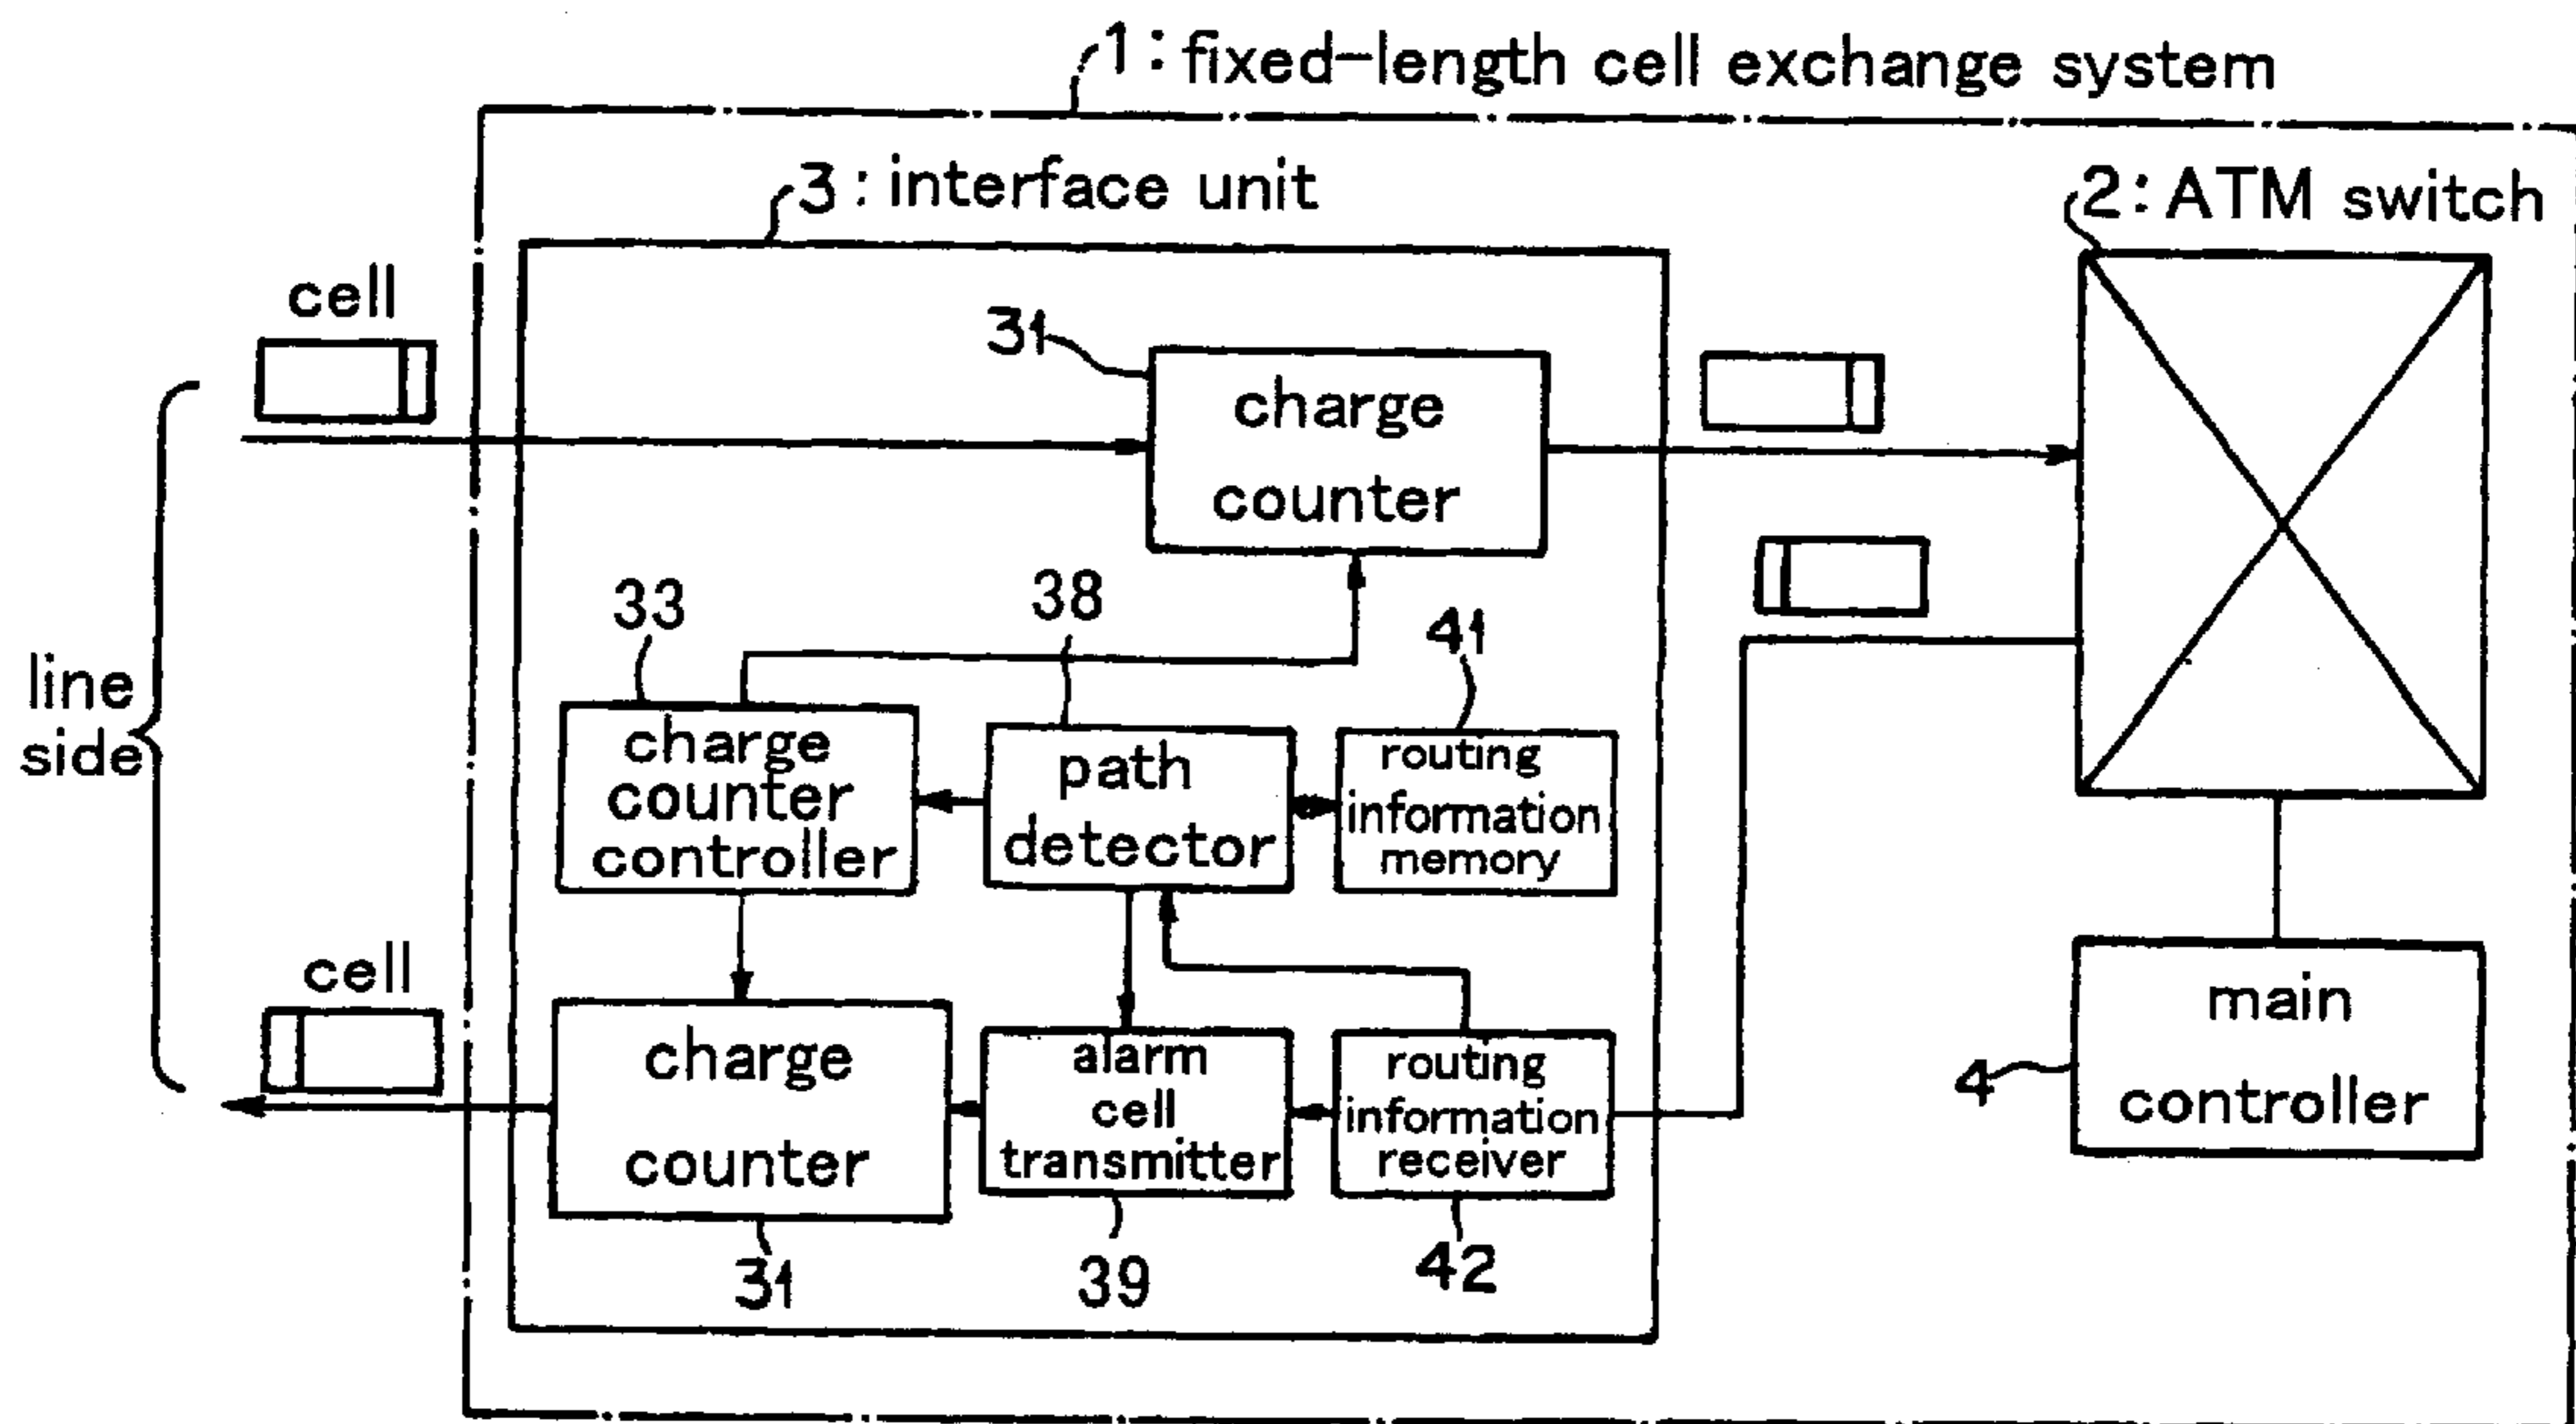 1: fixed-length cell exchange system
3: interface unit
2: ATM switch
cell
31
charge
counter
33
38
41
line
side
charge
counter
controller
path
detector
routing
information
memory
cell
charge
counter
alarm
cell
transmitter
routing
information
receiver
4
main
controller
31
39
42